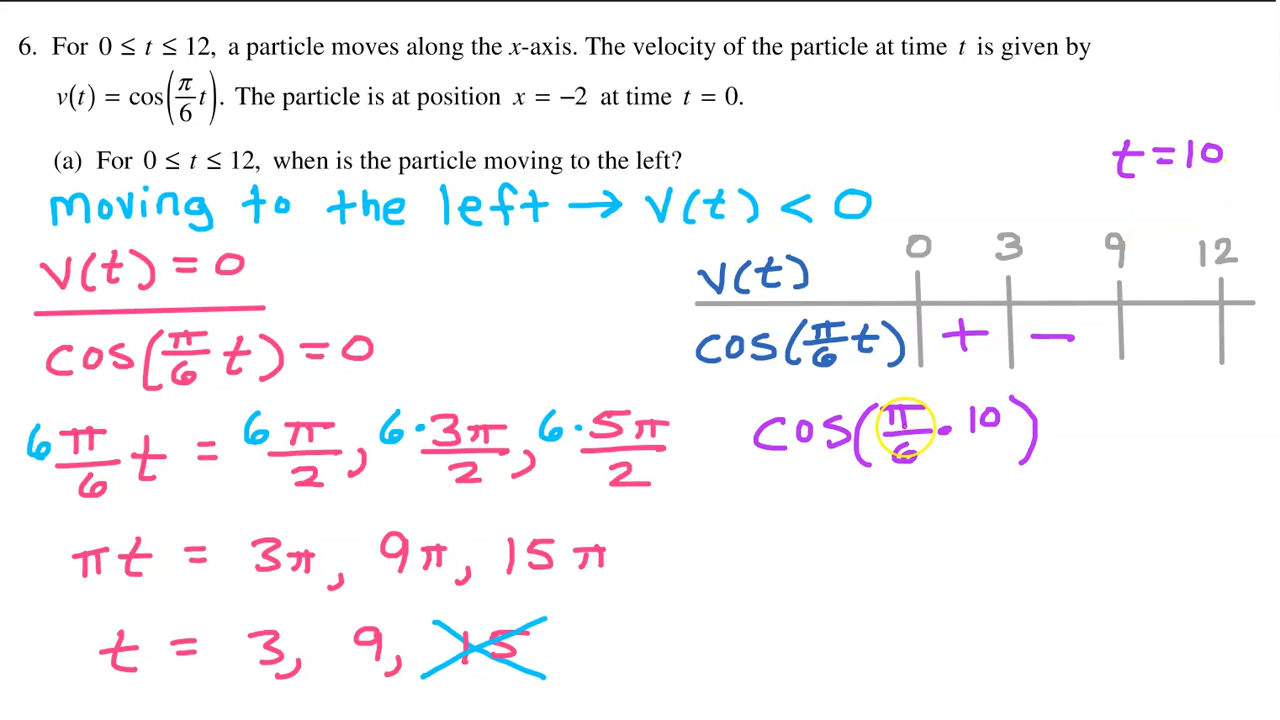 6. For 0 ≤ t ≤ 12, a particle moves along the x-axis. The velocity of the particle at time t is given by
v(t) = cos(π/6 t). The particle is at position x = −2 at time t = 0.
(a) For 0 ≤ t ≤ 12, when is the particle moving to the left?
t = 10
moving to the left → v(t) < 0
v(t) = 0
cos(π/6 t) = 0
6 π/6 t = 6 π/2, 6 · 3π/2, 6 · 5π/2
πt = 3π, 9π, 15π
t = 3, 9, 15
0 3 9 12
v(t)
cos(π/6 t) + −
cos(π/6 · 10)